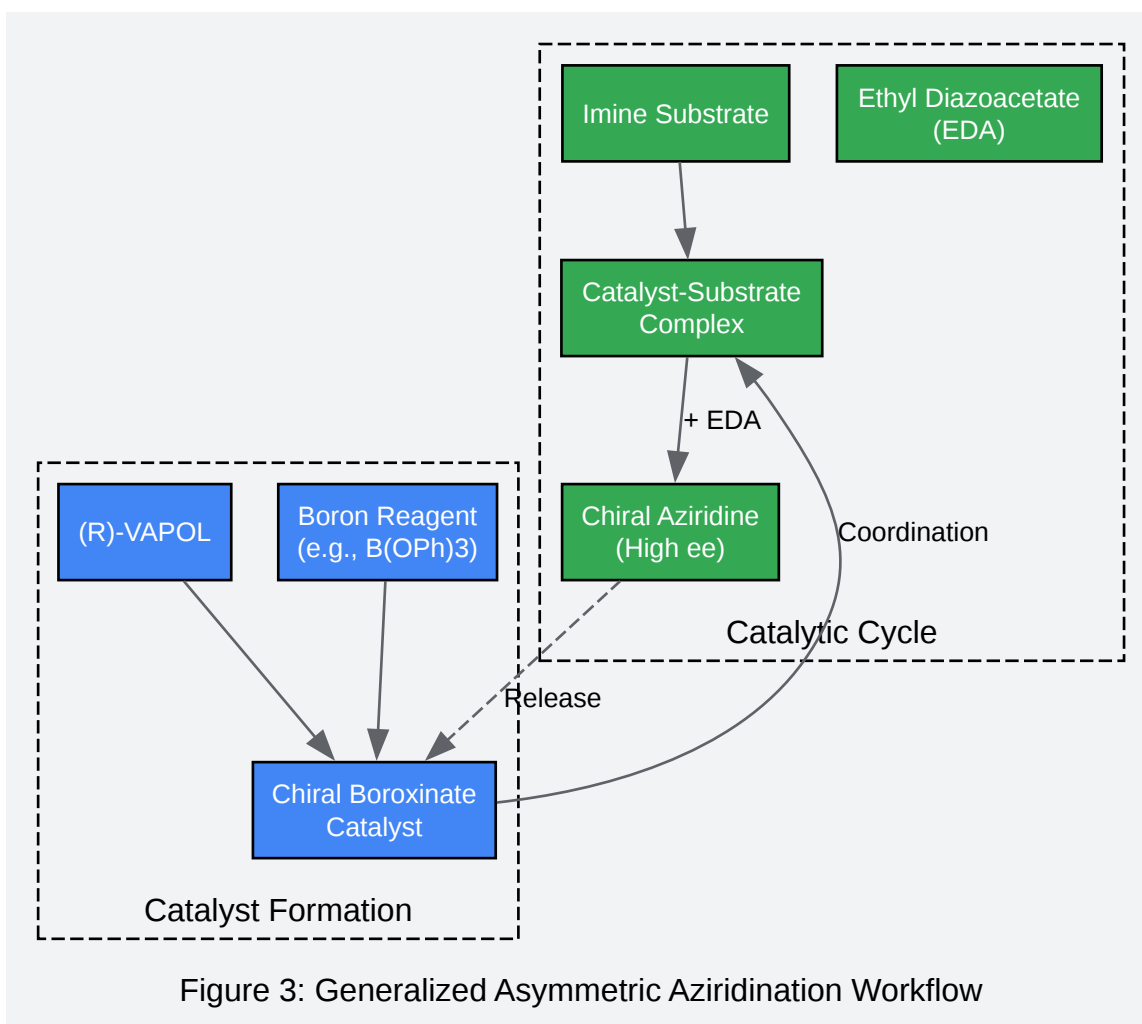 Imine Substrate
Ethyl Diazoacetate
(EDA)
Catalyst-Substrate
Complex
+ EDA
(R)-VAPOL
Boron Reagent
(e.g., B(OPh)3)
Chiral Aziridine
(High ee)
Coordination
Catalytic Cycle
Release
Chiral Boroxinate
Catalyst
Catalyst Formation
Figure 3: Generalized Asymmetric Aziridination Workflow